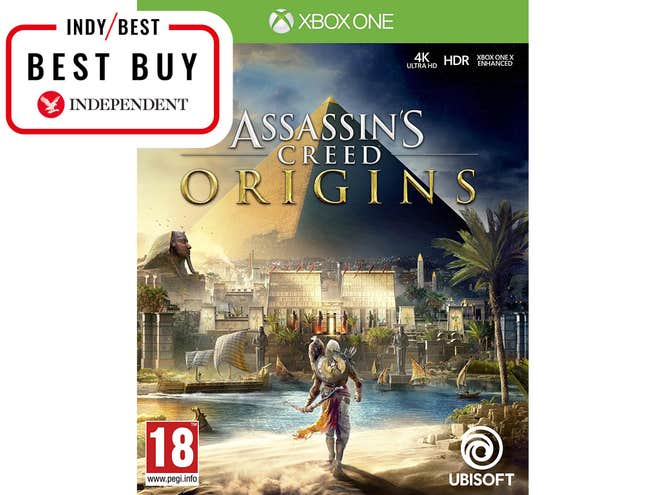 INDY/BEST
BEST BUY
INDEPENDENT
XBOX ONE
4K
ULTRA HD
HDR
XBOX ONE X
ENHANCED
ASSASSIN'S
CREED
ORIGINS
18
www.pegi.info
UBISOFT